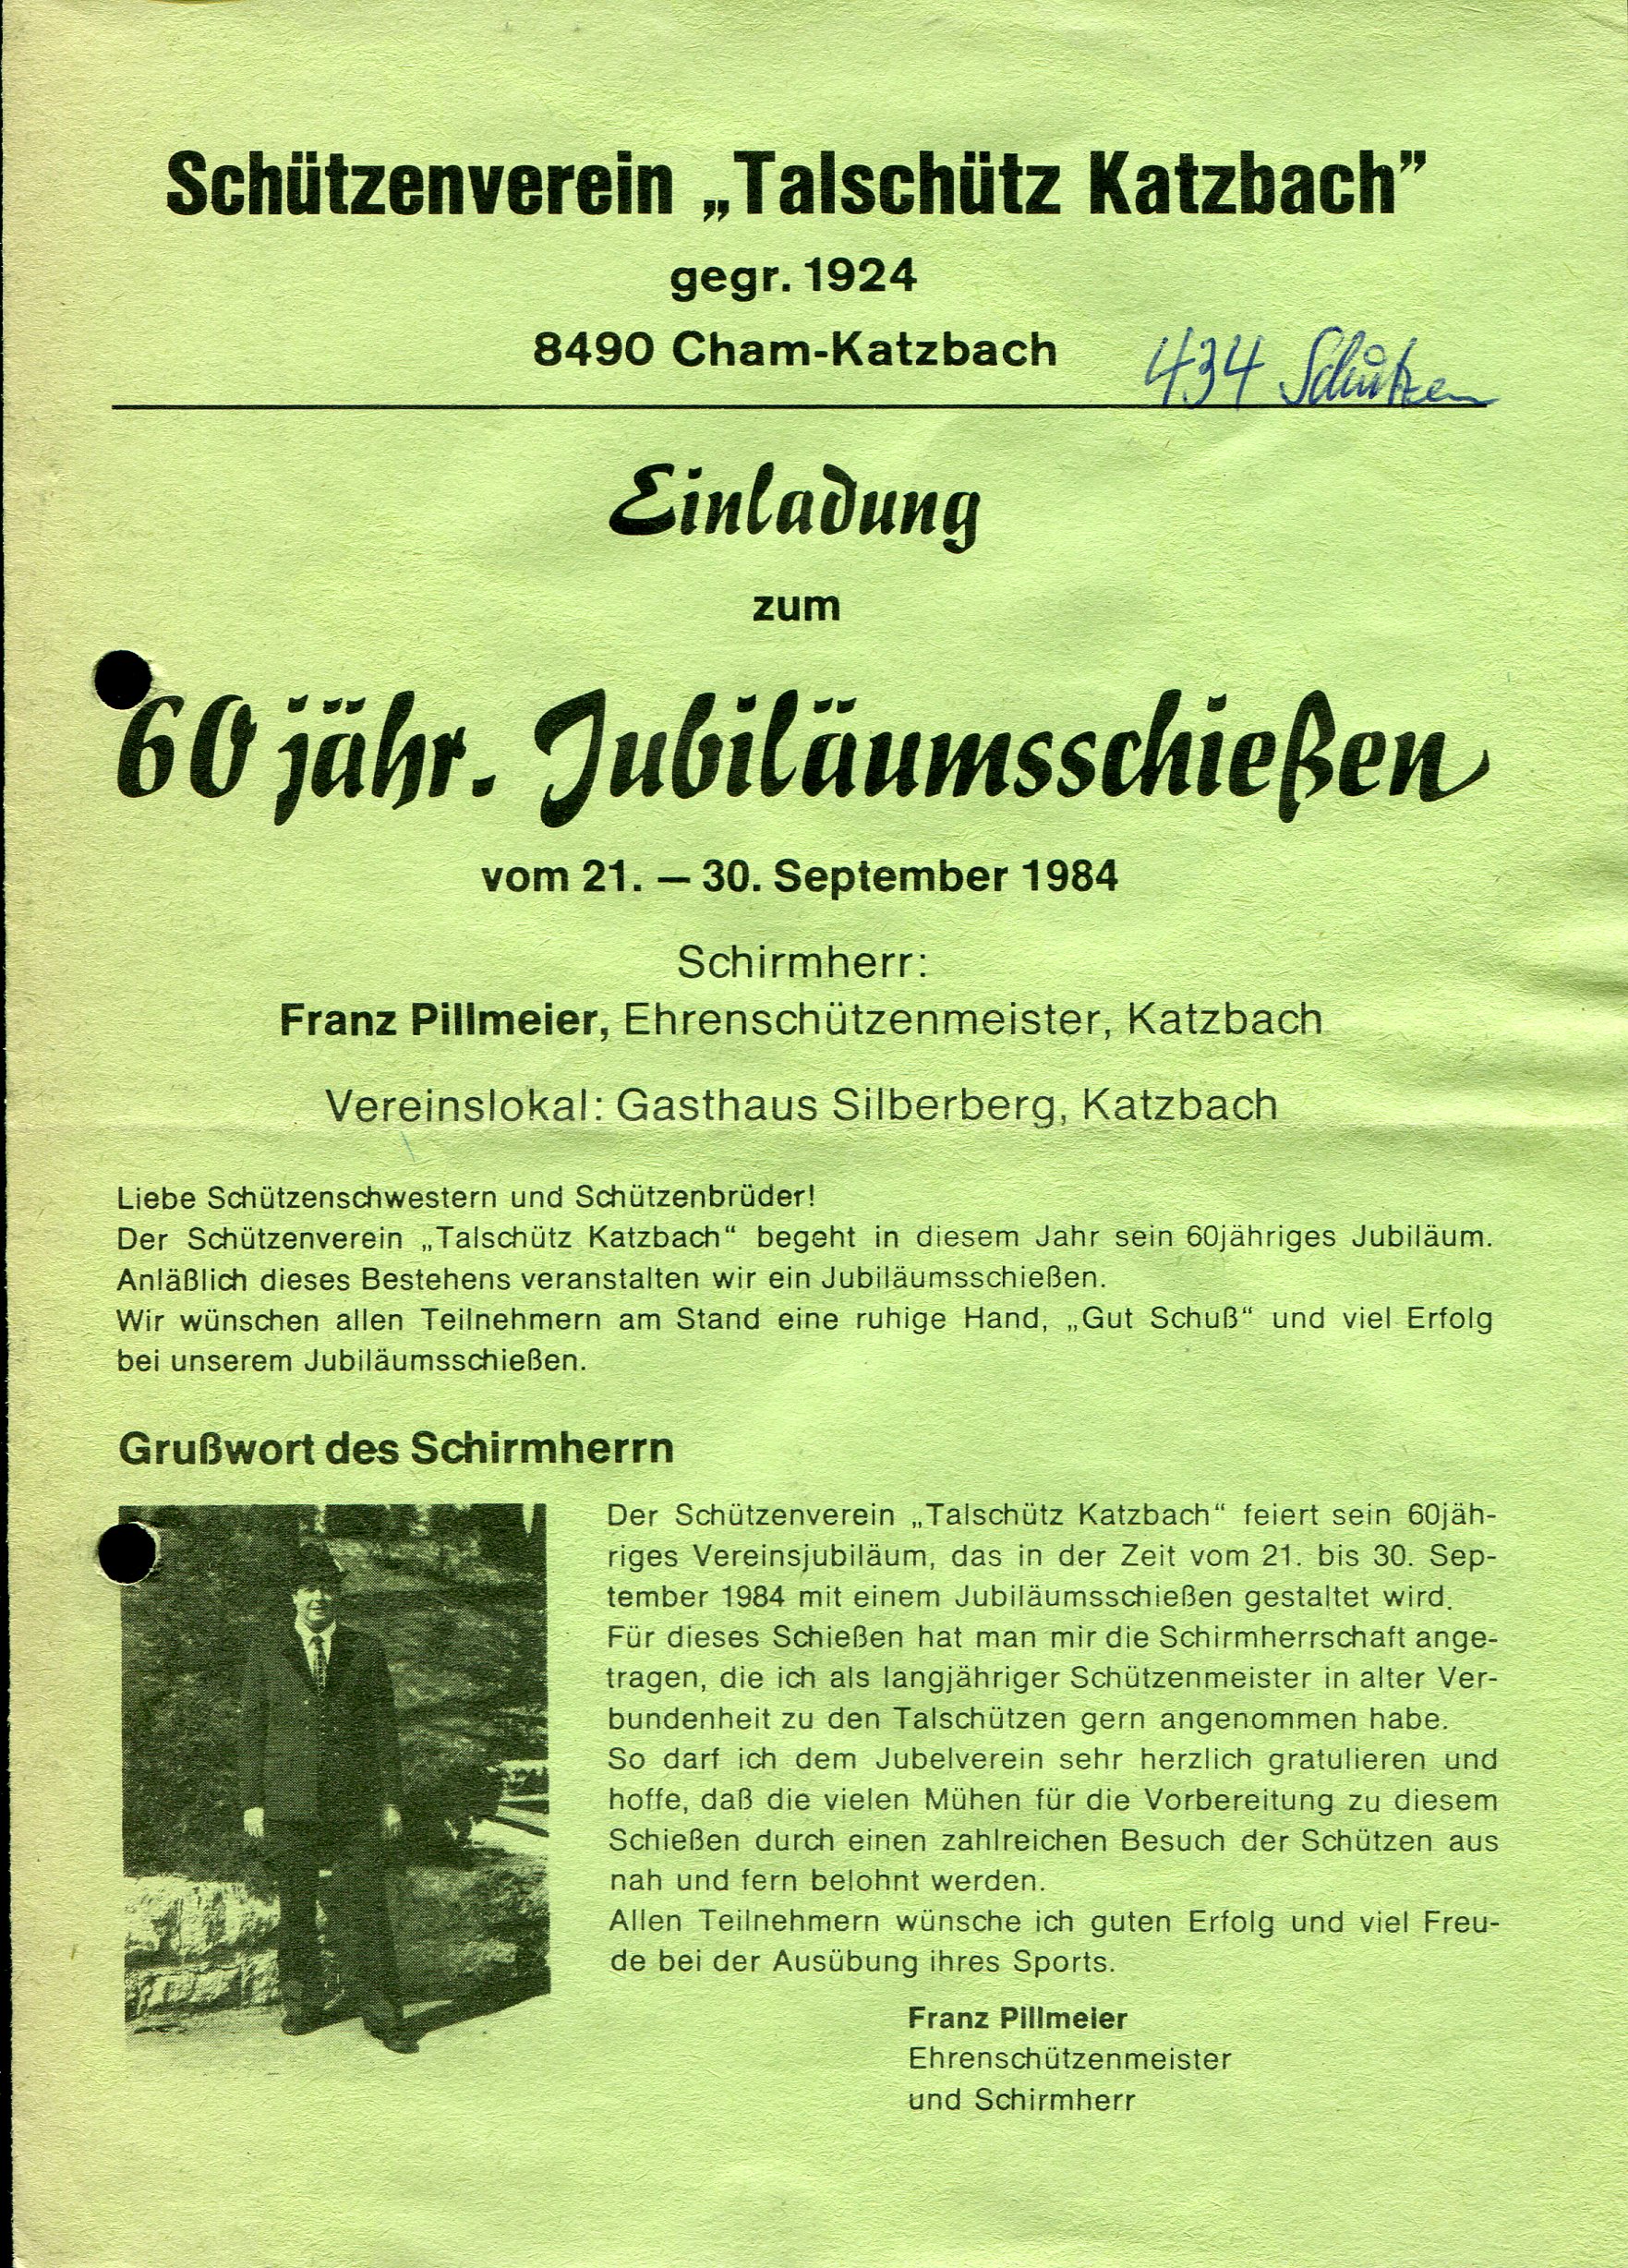 Schützenverein „Talschütz Katzbach”
gegr. 1924
8490 Cham-Katzbach
434 Schützen
Einladung
zum
60 jähr. Jubiläumsschießen
vom 21. — 30. September 1984
Schirmherr:
Franz Pillmeier, Ehrenschützenmeister, Katzbach
Vereinslokal: Gasthaus Silberberg, Katzbach
Liebe Schützenschwestern und Schützenbrüder!
Der Schützenverein „Talschütz Katzbach“ begeht in diesem Jahr sein 60jähriges Jubiläum.
Anläßlich dieses Bestehens veranstalten wir ein Jubiläumsschießen.
Wir wünschen allen Teilnehmern am Stand eine ruhige Hand, „Gut Schuß“ und viel Erfolg
bei unserem Jubiläumsschießen.
Grußwort des Schirmherrn
Der Schützenverein „Talschütz Katzbach“ feiert sein 60jäh-
riges Vereinsjubiläum, das in der Zeit vom 21. bis 30. Sep-
tember 1984 mit einem Jubiläumsschießen gestaltet wird.
Für dieses Schießen hat man mir die Schirmherrschaft ange-
tragen, die ich als langjähriger Schützenmeister in alter Ver-
bundenheit zu den Talschützen gern angenommen habe.
So darf ich dem Jubelverein sehr herzlich gratulieren und
hoffe, daß die vielen Mühen für die Vorbereitung zu diesem
Schießen durch einen zahlreichen Besuch der Schützen aus
nah und fern belohnt werden.
Allen Teilnehmern wünsche ich guten Erfolg und viel Freu-
de bei der Ausübung ihres Sports.
Franz Pillmeier
Ehrenschützenmeister
und Schirmherr